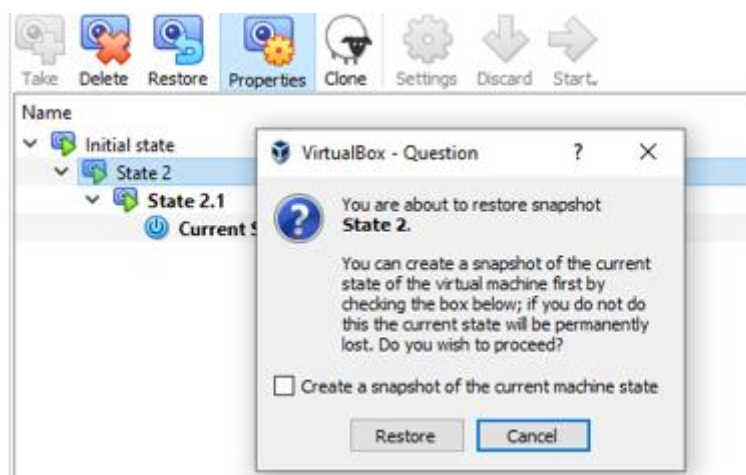 Take Delete Restore Properties Clone Settings Discard Start
Name
Initial state
State 2
State 2.1
Current S
VirtualBox - Question ? ×
You are about to restore snapshot
State 2.
You can create a snapshot of the current
state of the virtual machine first by
checking the box below; if you do not do
this the current state will be permanently
lost. Do you wish to proceed?
Create a snapshot of the current machine state
Restore Cancel